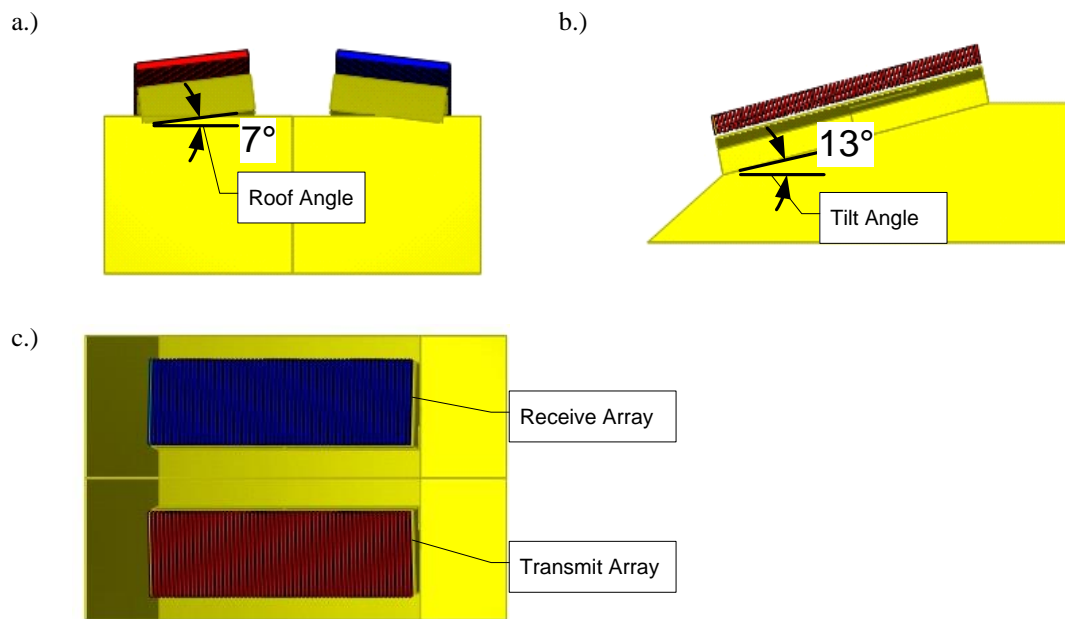 a.)
b.)
7°
Roof Angle
13°
Tilt Angle
c.)
Receive Array
Transmit Array